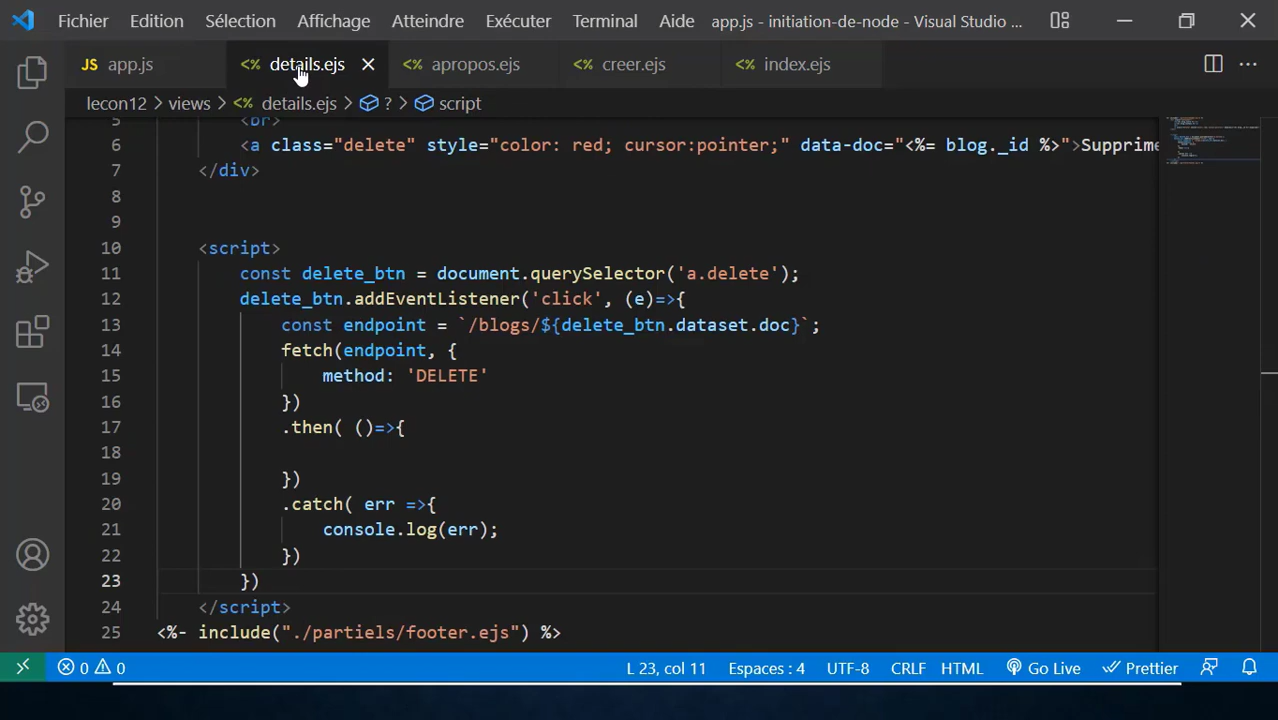 Fichier Edition Sélection Affichage Atteindre Exécuter Terminal Aide app.js - initiation-de-node - Visual Studio ...
JS app.js <% details.ejs <% apropos.ejs <% creer.ejs <% index.ejs
lecon12 > views > <% details.ejs > ? > script
5 <br>
6 <a class="delete" style="color: red; cursor:pointer;" data-doc="<%= blog._id %>">Supprime
7 </div>
8
9
10 <script>
11 const delete_btn = document.querySelector('a.delete');
12 delete_btn.addEventListener('click', (e)=>{
13 const endpoint = `/blogs/${delete_btn.dataset.doc}`;
14 fetch(endpoint, {
15 method: 'DELETE'
16 })
17 .then( ()=>{
18
19 })
20 .catch( err =>{
21 console.log(err);
22 })
23 })
24 </script>
25 <%- include("./partiels/footer.ejs") %>
0 0 L 23, col 11 Espaces : 4 UTF-8 CRLF HTML Go Live Prettier